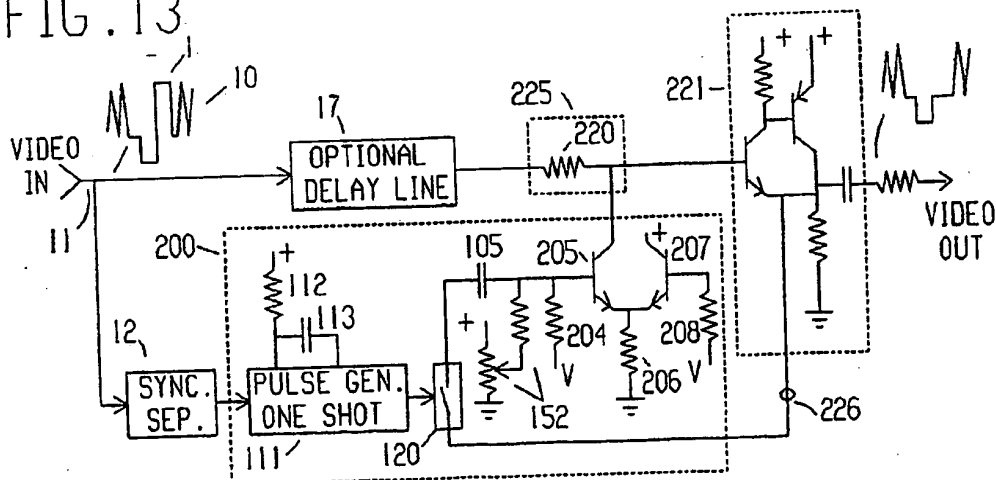 FIG.13
1
10
VIDEO
IN
11
17
OPTIONAL
DELAY LINE
225
220
221
+
+
VIDEO
OUT
200
+
112
113
105
205
+
207
12
SYNC.
SEP.
PULSE GEN.
ONE SHOT
111
120
+
152
204
V
206
208
V
226